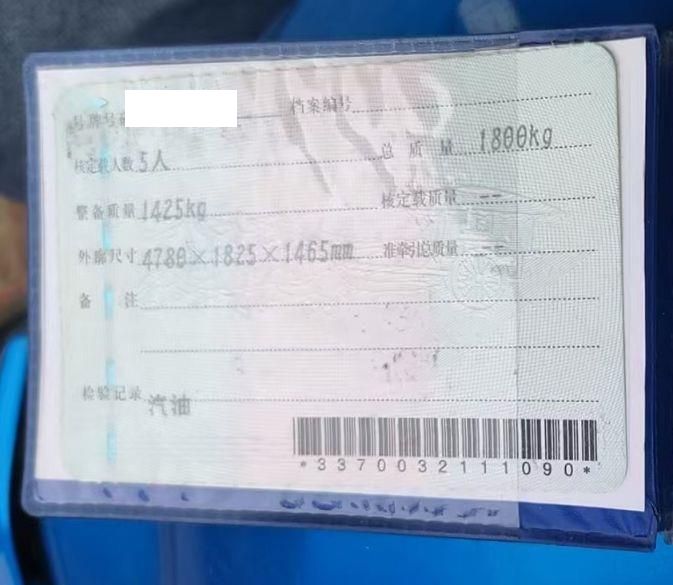 号牌号码 档案编号
核定载人数 5人 总质量 1800kg
整备质量 1425kg 核定载质量 --
外廓尺寸 4780×1825×1465mm 准牵引总质量 --
备注
检验记录 汽油
*3370032111090*